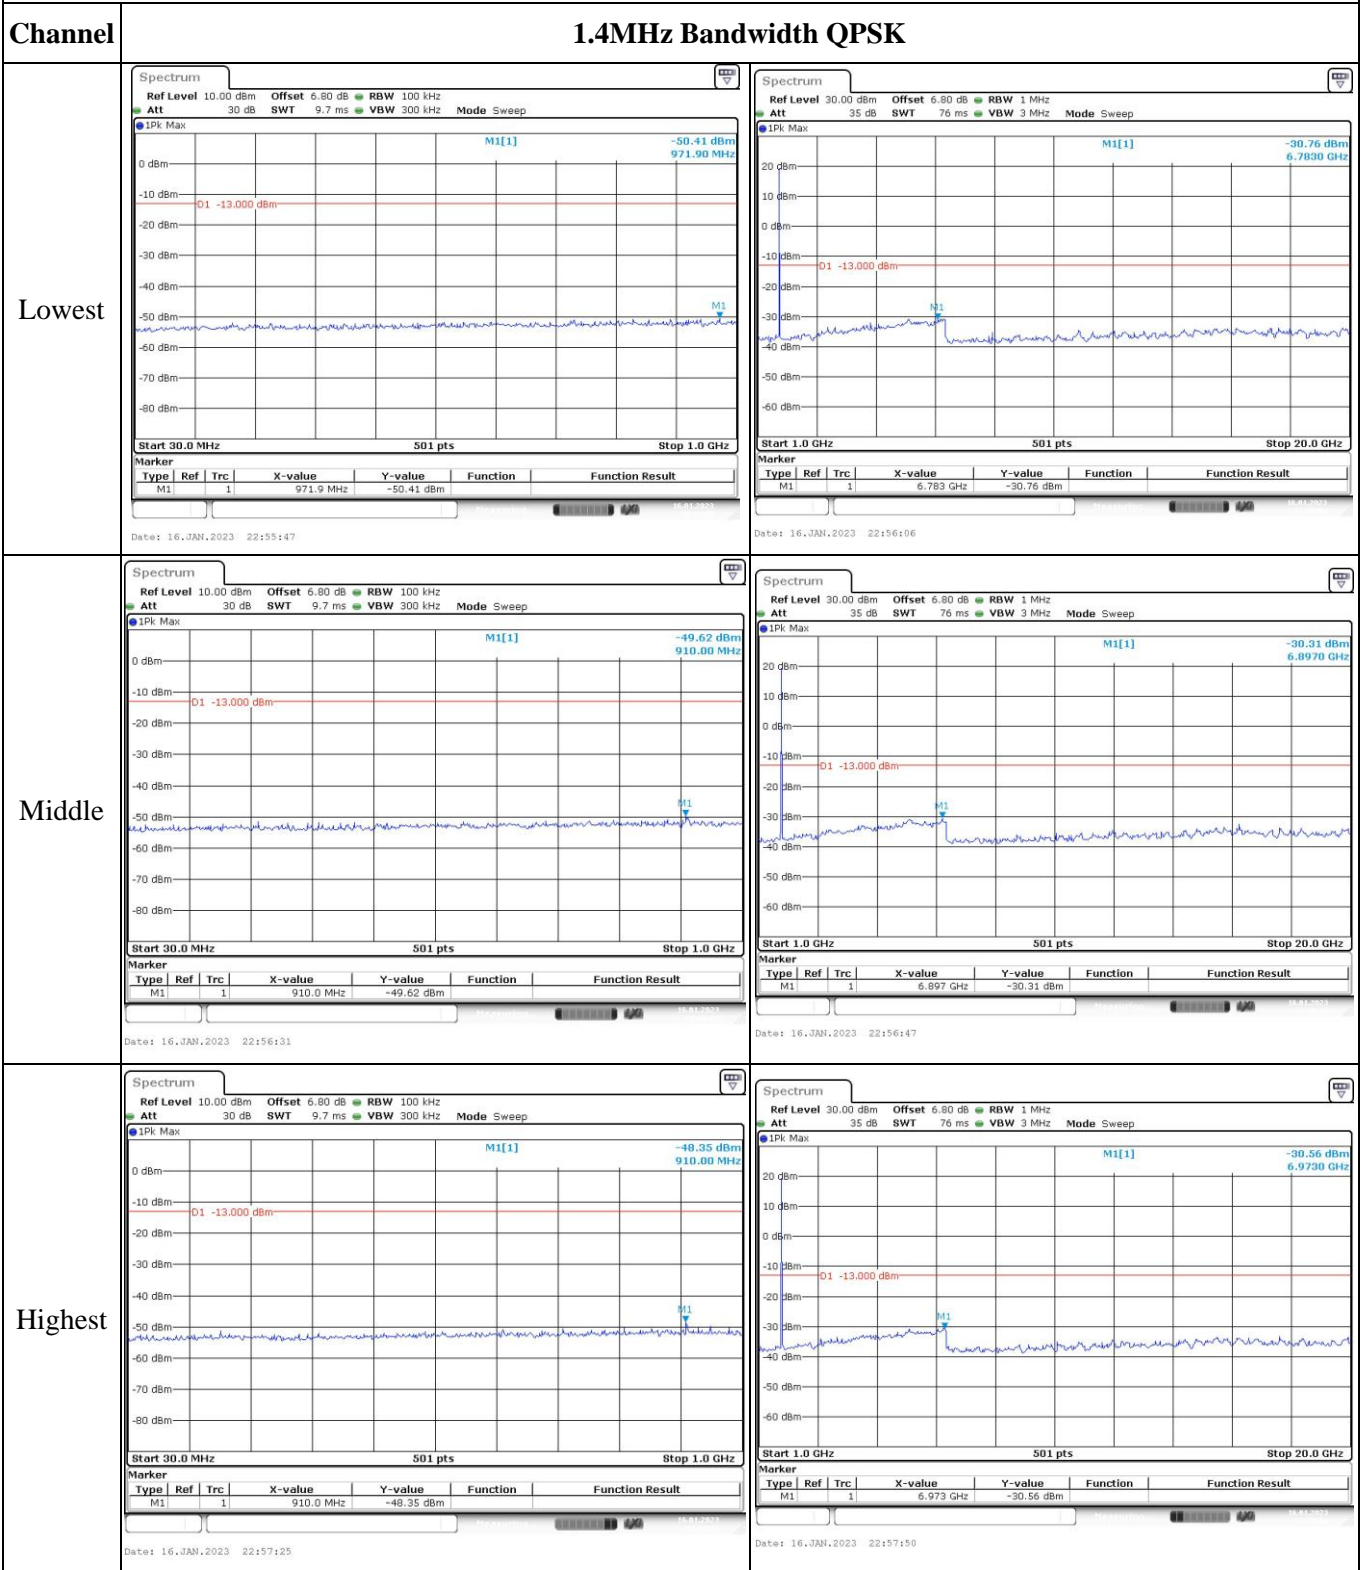 Channel 1.4MHz Bandwidth QPSK
Lowest
Spectrum
Ref Level 10.00 dBm Offset 6.80 dB RBW 100 kHz
Att 30 dB SWT 9.7 ms VBW 300 kHz Mode Sweep
1Pk Max
M1[1] -50.41 dBm
971.90 MHz
0 dBm
-10 dBm
D1 -13.000 dBm
-20 dBm
-30 dBm
-40 dBm
M1
-50 dBm
-60 dBm
-70 dBm
-80 dBm
Start 30.0 MHz 501 pts Stop 1.0 GHz
Marker
Type Ref Trc X-value Y-value Function Function Result
M1 1 971.9 MHz -50.41 dBm
16.01.2023
Date: 16.JAN.2023 22:55:47
Spectrum
Ref Level 30.00 dBm Offset 6.80 dB RBW 1 MHz
Att 35 dB SWT 76 ms VBW 3 MHz Mode Sweep
1Pk Max
M1[1] -30.76 dBm
6.7830 GHz
20 dBm
10 dBm
0 dBm
-10 dBm
D1 -13.000 dBm
-20 dBm
M1
-30 dBm
-40 dBm
-50 dBm
-60 dBm
Start 1.0 GHz 501 pts Stop 20.0 GHz
Marker
Type Ref Trc X-value Y-value Function Function Result
M1 1 6.783 GHz -30.76 dBm
Date: 16.JAN.2023 22:56:06
Middle
Spectrum
Ref Level 10.00 dBm Offset 6.80 dB RBW 100 kHz
Att 30 dB SWT 9.7 ms VBW 300 kHz Mode Sweep
1Pk Max
M1[1] -49.62 dBm
910.00 MHz
0 dBm
-10 dBm
D1 -13.000 dBm
-20 dBm
-30 dBm
-40 dBm
M1
-50 dBm
-60 dBm
-70 dBm
-80 dBm
Start 30.0 MHz 501 pts Stop 1.0 GHz
Marker
Type Ref Trc X-value Y-value Function Function Result
M1 1 910.0 MHz -49.62 dBm
Date: 16.JAN.2023 22:56:31
Spectrum
Ref Level 30.00 dBm Offset 6.80 dB RBW 1 MHz
Att 35 dB SWT 76 ms VBW 3 MHz Mode Sweep
1Pk Max
M1[1] -30.31 dBm
6.8970 GHz
20 dBm
10 dBm
0 dBm
-10 dBm
D1 -13.000 dBm
-20 dBm
M1
-30 dBm
-40 dBm
-50 dBm
-60 dBm
Start 1.0 GHz 501 pts Stop 20.0 GHz
Marker
Type Ref Trc X-value Y-value Function Function Result
M1 1 6.897 GHz -30.31 dBm
Date: 16.JAN.2023 22:56:47
Highest
Spectrum
Ref Level 10.00 dBm Offset 6.80 dB RBW 100 kHz
Att 30 dB SWT 9.7 ms VBW 300 kHz Mode Sweep
1Pk Max
M1[1] -48.35 dBm
910.00 MHz
0 dBm
-10 dBm
D1 -13.000 dBm
-20 dBm
-30 dBm
-40 dBm
M1
-50 dBm
-60 dBm
-70 dBm
-80 dBm
Start 30.0 MHz 501 pts Stop 1.0 GHz
Marker
Type Ref Trc X-value Y-value Function Function Result
M1 1 910.0 MHz -48.35 dBm
Date: 16.JAN.2023 22:57:25
Spectrum
Ref Level 30.00 dBm Offset 6.80 dB RBW 1 MHz
Att 35 dB SWT 76 ms VBW 3 MHz Mode Sweep
1Pk Max
M1[1] -30.56 dBm
6.9730 GHz
20 dBm
10 dBm
0 dBm
-10 dBm
D1 -13.000 dBm
-20 dBm
M1
-30 dBm
-40 dBm
-50 dBm
-60 dBm
Start 1.0 GHz 501 pts Stop 20.0 GHz
Marker
Type Ref Trc X-value Y-value Function Function Result
M1 1 6.973 GHz -30.56 dBm
Date: 16.JAN.2023 22:57:50